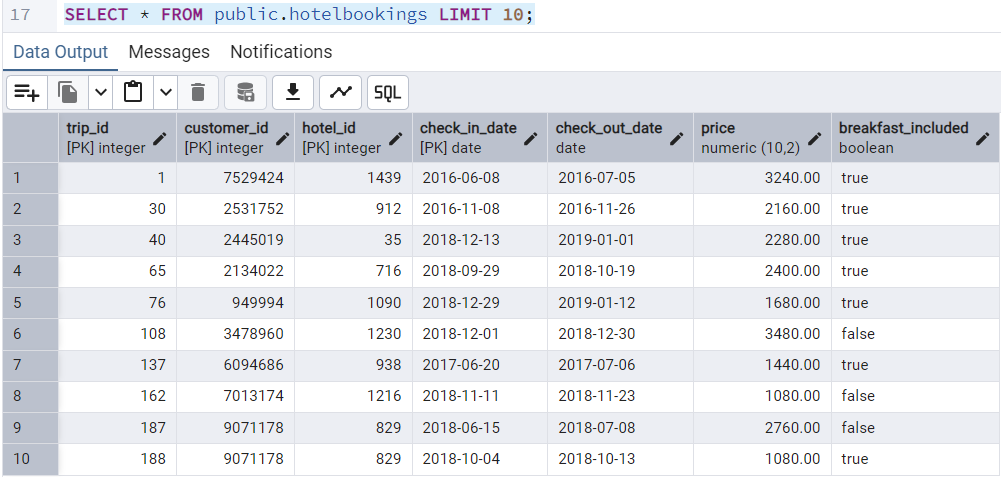 17 SELECT * FROM public.hotelbookings LIMIT 10;
Data Output Messages Notifications
SQL
trip_id customer_id hotel_id check_in_date check_out_date price breakfast_included
[PK] integer [PK] integer [PK] integer [PK] date date numeric (10,2) boolean
1 1 7529424 1439 2016-06-08 2016-07-05 3240.00 true
2 30 2531752 912 2016-11-08 2016-11-26 2160.00 true
3 40 2445019 35 2018-12-13 2019-01-01 2280.00 true
4 65 2134022 716 2018-09-29 2018-10-19 2400.00 true
5 76 949994 1090 2018-12-29 2019-01-12 1680.00 true
6 108 3478960 1230 2018-12-01 2018-12-30 3480.00 false
7 137 6094686 938 2017-06-20 2017-07-06 1440.00 true
8 162 7013174 1216 2018-11-11 2018-11-23 1080.00 false
9 187 9071178 829 2018-06-15 2018-07-08 2760.00 false
10 188 9071178 829 2018-10-04 2018-10-13 1080.00 true